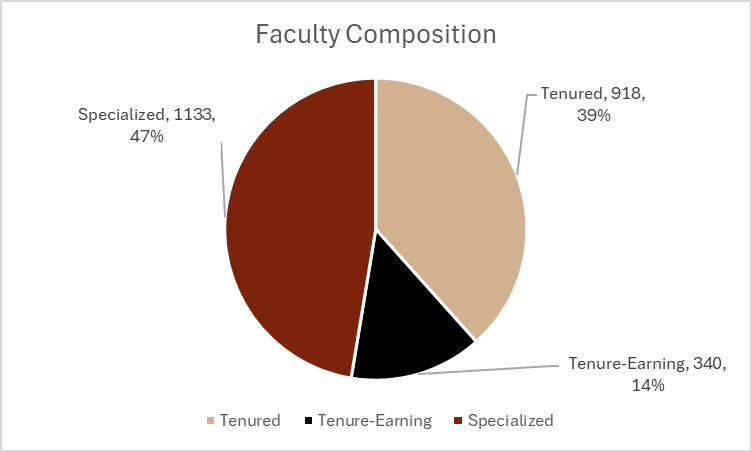 Faculty Composition
Specialized, 1133,
47%
Tenured, 918,
39%
Tenure-Earning, 340,
14%
Tenured
Tenure-Earning
Specialized